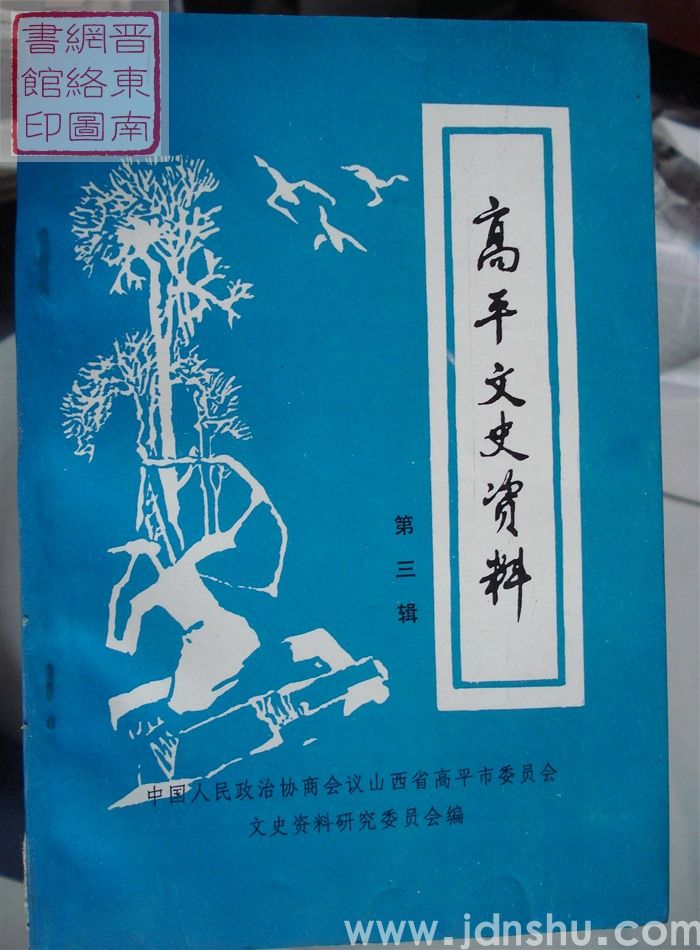 晋東南
網絡圖
書館印
高平文史资料
第三辑
中国人民政治协商会议山西省高平市委员会
文史资料研究委员会编
www.jdnshu.com